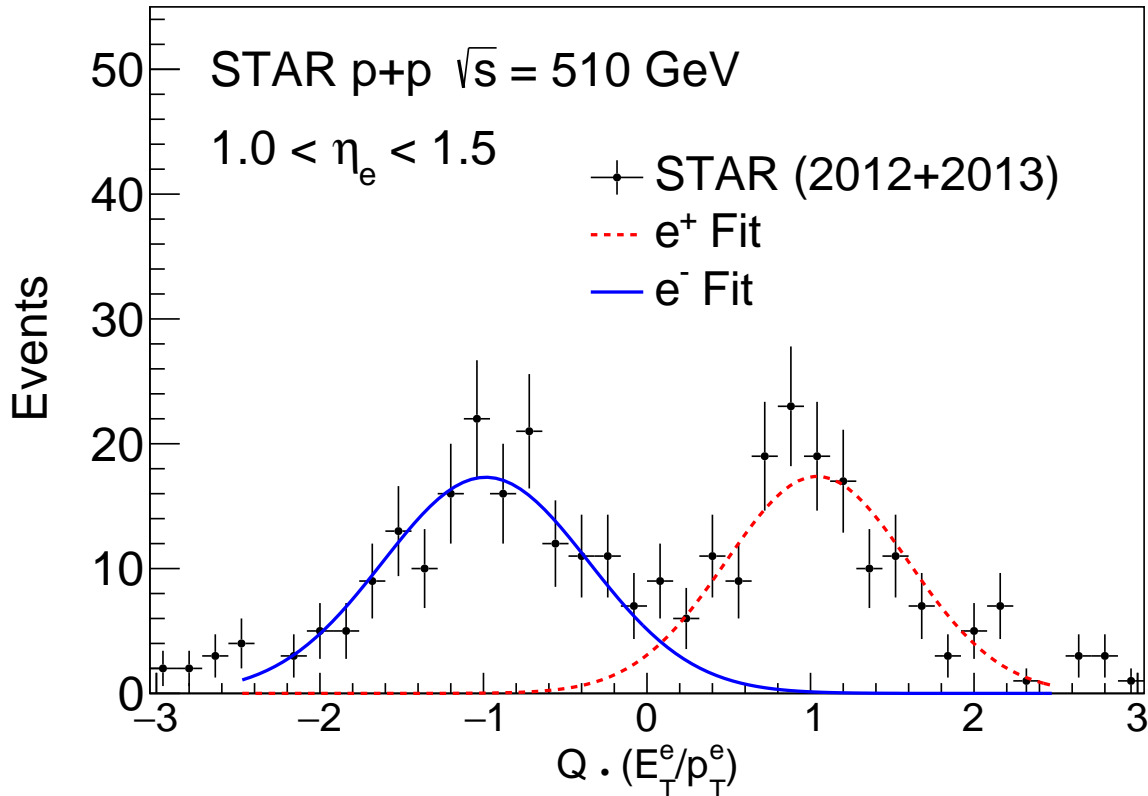 STAR p+p √s = 510 GeV
1.0 < ηₑ < 1.5
STAR (2012+2013)
e⁺ Fit
e⁻ Fit
Events
50
40
30
20
10
0
−3 −2 −1 0 1 2 3
Q · (E_T^e/p_T^e)